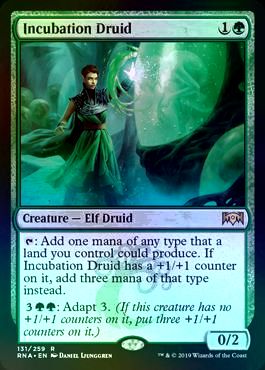 Incubation Druid 1
Creature — Elf Druid
: Add one mana of any type that a
land you control could produce. If
Incubation Druid has a +1/+1 counter
on it, add three mana of that type
instead.
3 : Adapt 3. (If this creature has no
+1/+1 counters on it, put three +1/+1
counters on it.)
0/2
131/259 R
RNA • EN Daniel Ljunggren
™ & © 2019 Wizards of the Coast